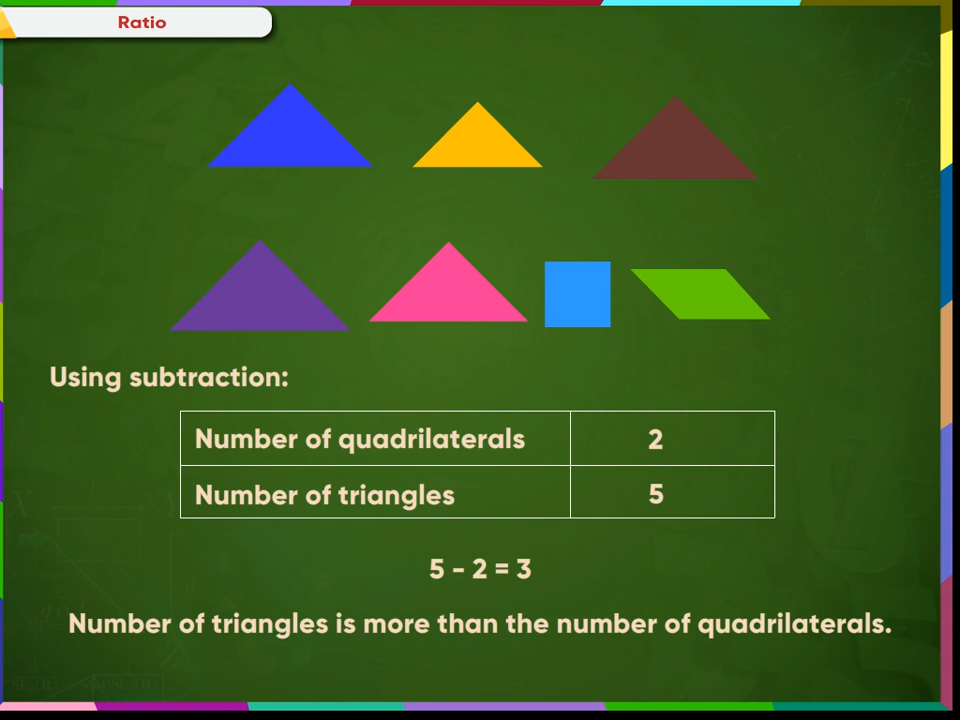 Ratio
Using subtraction:
Number of quadrilaterals 2
Number of triangles 5
5 - 2 = 3
Number of triangles is more than the number of quadrilaterals.